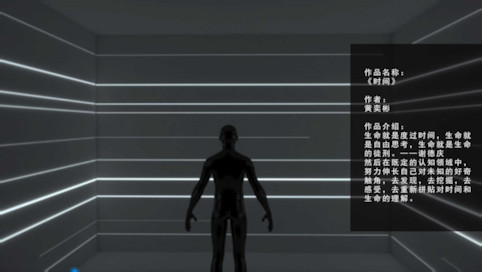 作品名称：
《时间》
作者：
黄奕彬
作品介绍：
生命就是度过时间，生命就
是自由思考，生命就是生命
的徒刑。——谢德庆
然后在既定的认知领域中，
努力伸长自己对未知的好奇
触角，去发现，去挖掘，去
感受，去重新拼贴对时间和
生命的理解。